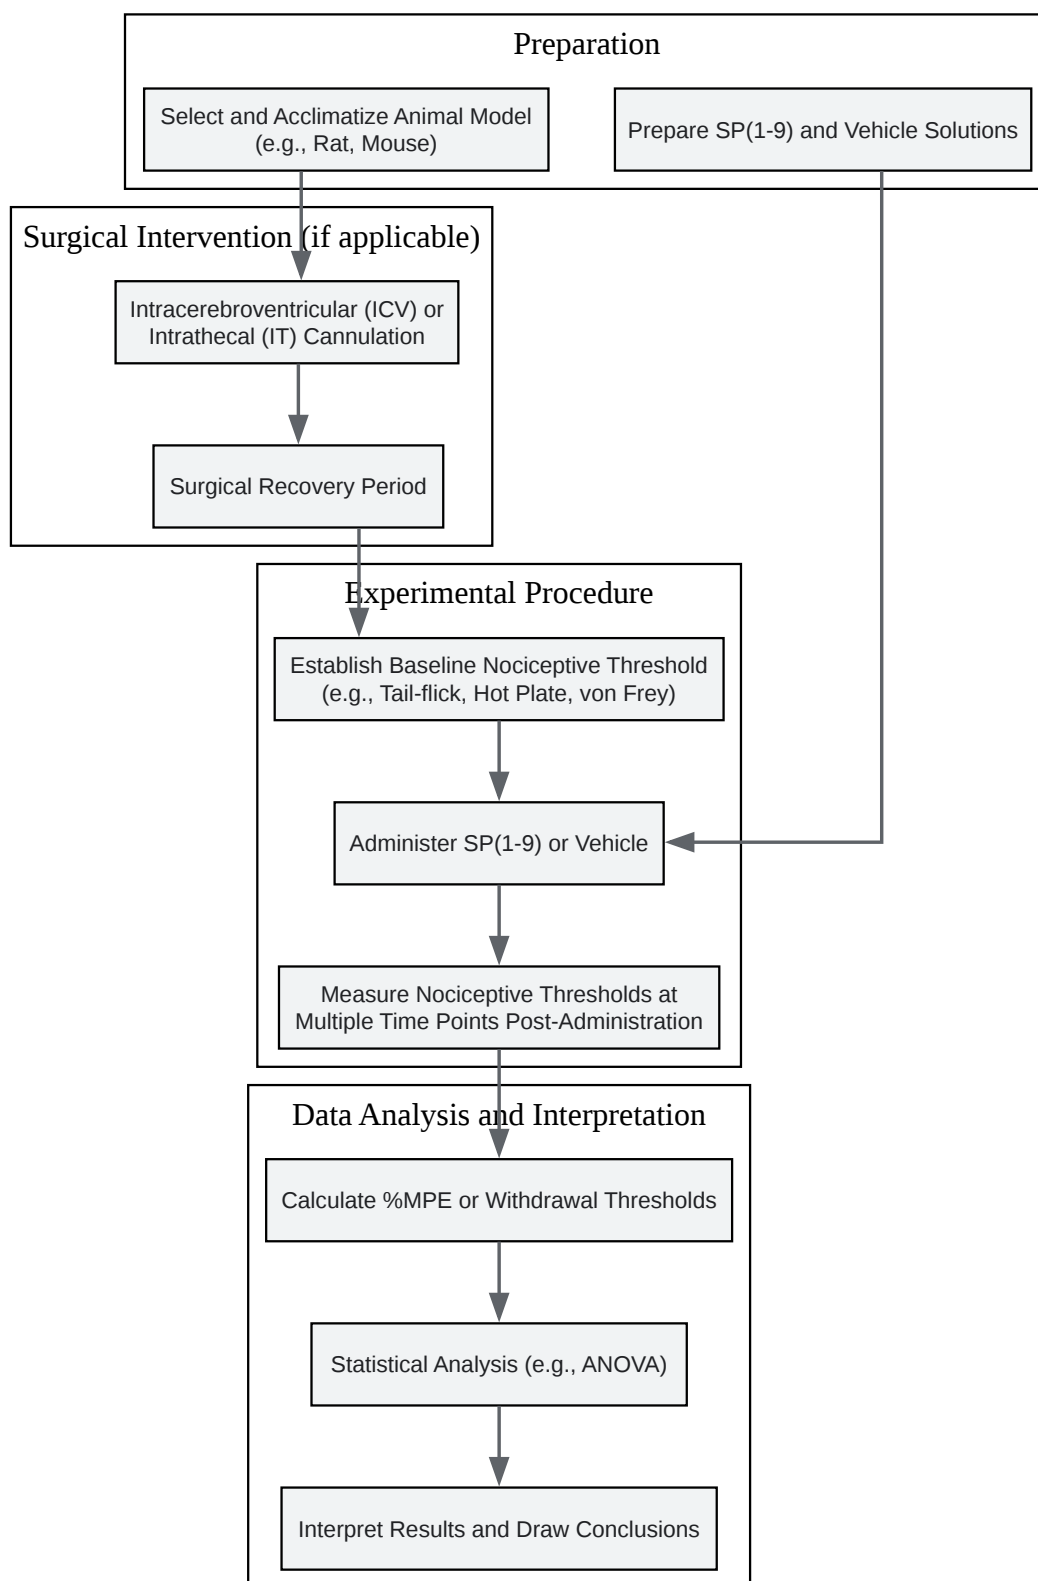 Preparation
Select and Acclimatize Animal Model
(e.g., Rat, Mouse)
Prepare SP(1-9) and Vehicle Solutions
Surgical Intervention (if applicable)
Intracerebroventricular (ICV) or
Intrathecal (IT) Cannulation
Surgical Recovery Period
Experimental Procedure
Establish Baseline Nociceptive Threshold
(e.g., Tail-flick, Hot Plate, von Frey)
Administer SP(1-9) or Vehicle
Measure Nociceptive Thresholds at
Multiple Time Points Post-Administration
Data Analysis and Interpretation
Calculate %MPE or Withdrawal Thresholds
Statistical Analysis (e.g., ANOVA)
Interpret Results and Draw Conclusions